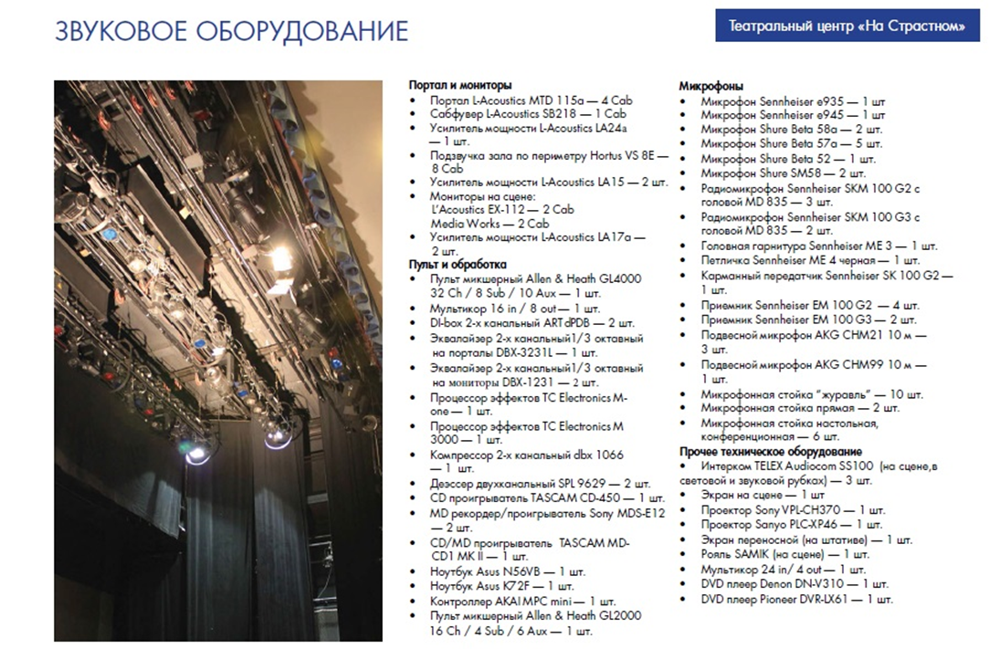 ЗВУКОВОЕ ОБОРУДОВАНИЕ
Театральный центр «На Страстном»
Портал и мониторы
• Портал L-Acoustics MTD 115a — 4 Cab
• Сабфувер L-Acoustics SB218 — 1 Cab
• Усилитель мощности L-Acoustics LA24a
— 1 шт.
• Подзвучка зала по периметру Hortus VS 8E —
8 Cab
• Усилитель мощности L-Acoustics LA15 — 2 шт.
• Мониторы на сцене:
L'Acoustics EX-112 — 2 Cab
Media Works — 2 Cab
• Усилитель мощности L-Acoustics LA17a —
2 шт.
Пульт и обработка
• Пульт микшерный Allen & Heath GL4000
32 Ch / 8 Sub / 10 Aux — 1 шт.
• Мультикор 16 in / 8 out — 1 шт.
• DI-box 2-х канальный ART dPDB — 2 шт.
• Эквалайзер 2-х канальный1/3 октавный
на порталы DBX-3231L — 1 шт.
• Эквалайзер 2-х канальный1/3 октавный
на мониторы DBX-1231 — 2 шт.
• Процессор эффектов TC Electronics M-
one — 1 шт.
• Процессор эффектов TC Electronics M
3000 — 1 шт.
• Компрессор 2-х канальный dbx 1066
— 1 шт.
• Деэссер двухканальный SPL 9629 — 2 шт.
• CD проигрыватель TASCAM CD-450 — 1 шт.
• MD рекордер/проигрыватель Sony MDS-E12
— 2 шт.
• CD/MD проигрыватель TASCAM MD-
CD1 MK II — 1 шт.
• Ноутбук Asus N56VB — 1 шт.
• Ноутбук Asus K72F — 1 шт.
• Контроллер AKAI MPC mini — 1 шт.
• Пульт микшерный Allen & Heath GL2000
16 Ch / 4 Sub / 6 Aux — 1 шт.
Микрофоны
• Микрофон Sennheiser e935 — 1 шт
• Микрофон Sennheiser e945 — 1 шт
• Микрофон Shure Beta 58a — 2 шт.
• Микрофон Shure Beta 57a — 5 шт.
• Микрофон Shure Beta 52 — 1 шт.
• Микрофон Shure SM58 — 2 шт.
• Радиомикрофон Sennheiser SKM 100 G2 с
головой MD 835 — 3 шт.
• Радиомикрофон Sennheiser SKM 100 G3 с
головой MD 835 — 2 шт.
• Головная гарнитура Sennheiser ME 3 — 1 шт.
• Петличка Sennheiser ME 4 черная — 1 шт.
• Карманный передатчик Sennheiser SK 100 G2 —
1 шт.
• Приемник Sennheiser EM 100 G2 — 4 шт.
• Приемник Sennheiser EM 100 G3 — 2 шт.
• Подвесной микрофон AKG CHM21 10 м —
3 шт.
• Подвесной микрофон AKG CHM99 10 м —
1 шт.
• Микрофонная стойка “журавль” — 10 шт.
• Микрофонная стойка прямая — 2 шт.
• Микрофонная стойка настольная,
конференционная — 6 шт.
Прочее техническое оборудование
• Интерком TELEX Audiocom SS100 (на сцене,в
световой и звуковой рубках) — 3 шт.
• Экран на сцене — 1 шт
• Проектор Sony VPL-CH370 — 1 шт.
• Проектор Sanyo PLC-XP46 — 1 шт.
• Экран переносной (на штативе) — 1 шт.
• Рояль SAMIK (на сцене) — 1 шт.
• Мультикор 24 in/ 4 out — 1 шт.
• DVD плеер Denon DN-V310 — 1 шт.
• DVD плеер Pioneer DVR-LX61 — 1 шт.